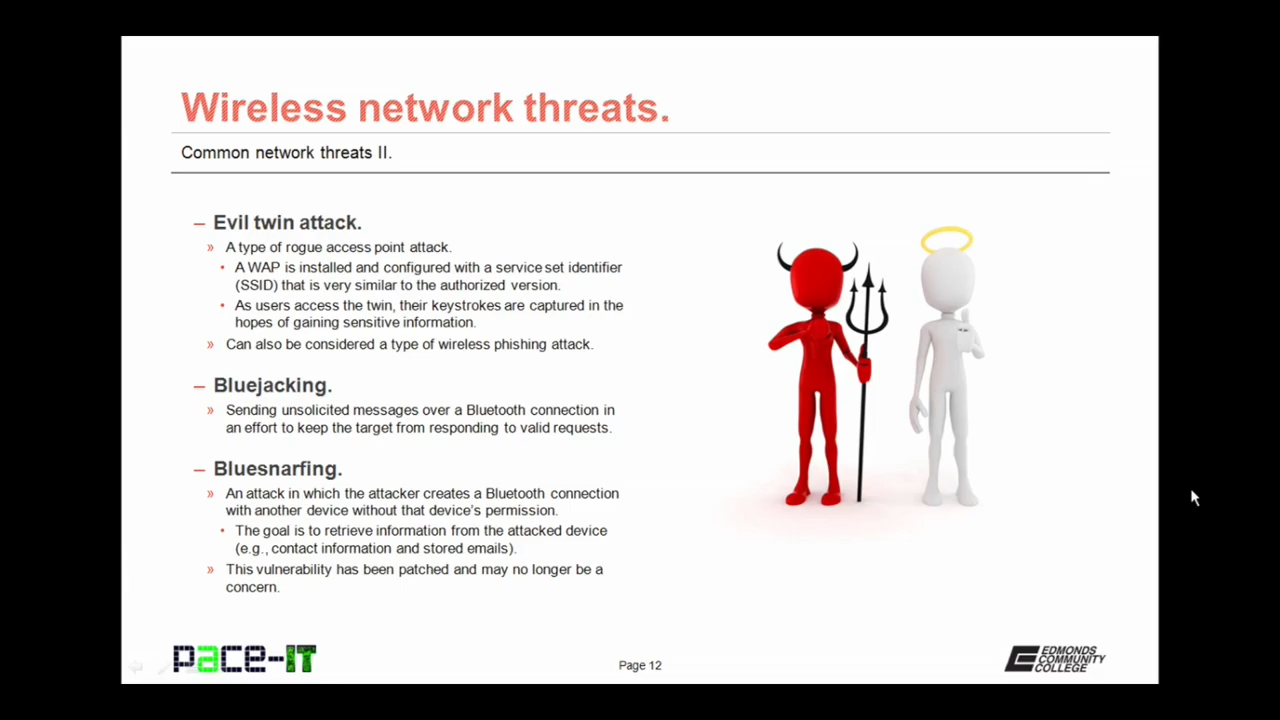 Wireless network threats.
Common network threats II.
– Evil twin attack.
» A type of rogue access point attack.
• A WAP is installed and configured with a service set identifier
(SSID) that is very similar to the authorized version.
• As users access the twin, their keystrokes are captured in the
hopes of gaining sensitive information.
» Can also be considered a type of wireless phishing attack.
– Bluejacking.
» Sending unsolicited messages over a Bluetooth connection in
an effort to keep the target from responding to valid requests.
– Bluesnarfing.
» An attack in which the attacker creates a Bluetooth connection
with another device without that device's permission.
• The goal is to retrieve information from the attacked device
(e.g., contact information and stored emails).
» This vulnerability has been patched and may no longer be a
concern.
pace-IT
Page 12
EDMONDS
COMMUNITY
COLLEGE